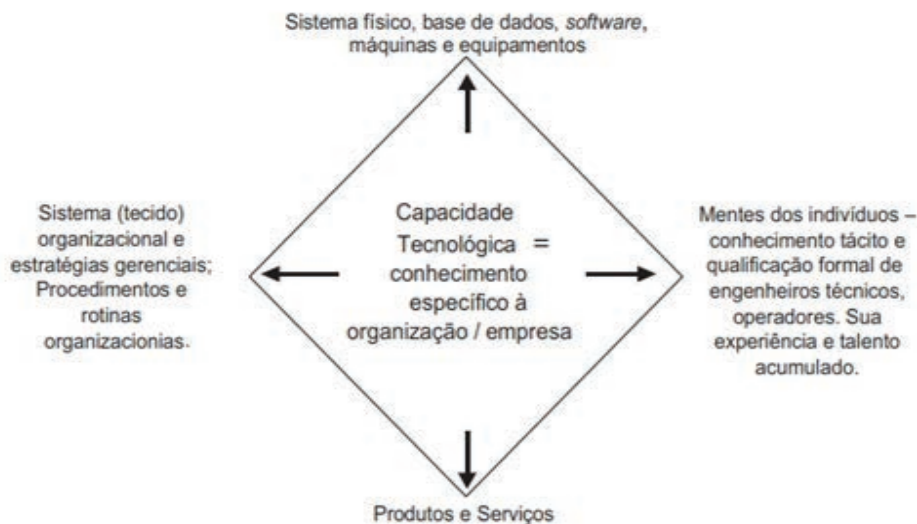 Sistema físico, base de dados, software,
máquinas e equipamentos
Sistema (tecido)
organizacional e
estratégias gerenciais;
Procedimentos e
rotinas
organizacionias.
Capacidade
Tecnológica =
conhecimento
específico à
organização / empresa
Mentes dos indivíduos –
conhecimento tácito e
qualificação formal de
engenheiros técnicos,
operadores. Sua
experiência e talento
acumulado.
Produtos e Serviços